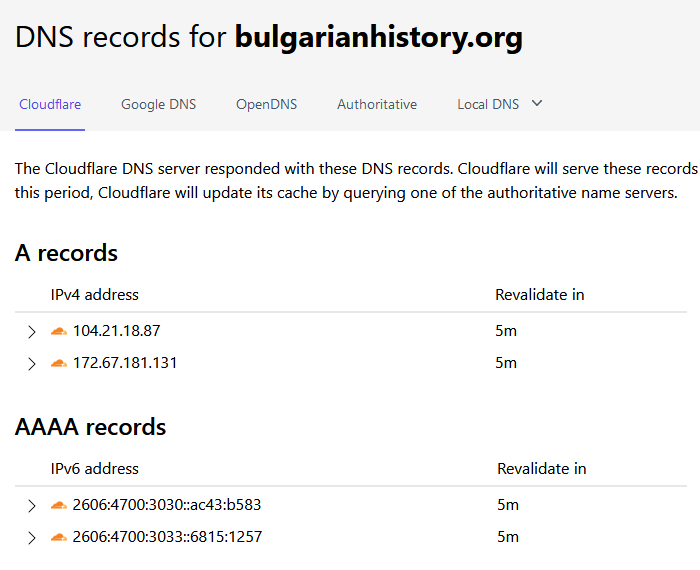 DNS records for bulgarianhistory.org
Cloudflare Google DNS OpenDNS Authoritative Local DNS
The Cloudflare DNS server responded with these DNS records. Cloudflare will serve these records
this period, Cloudflare will update its cache by querying one of the authoritative name servers.
A records
IPv4 address Revalidate in
104.21.18.87 5m
172.67.181.131 5m
AAAA records
IPv6 address Revalidate in
2606:4700:3030::ac43:b583 5m
2606:4700:3033::6815:1257 5m